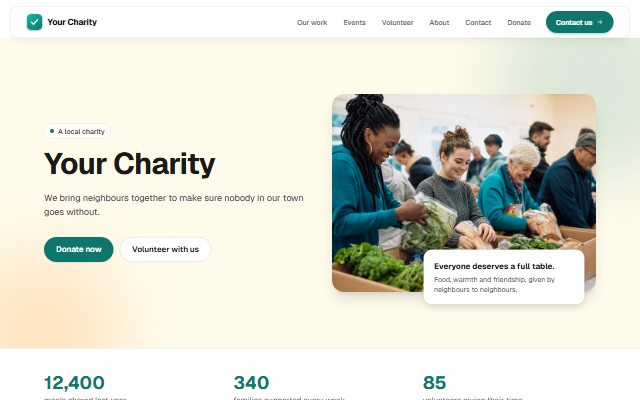 Your Charity
Our work
Events
Volunteer
About
Contact
Donate
Contact us →
A local charity
Your Charity
We bring neighbours together to make sure nobody in our town
goes without.
Donate now
Volunteer with us
Everyone deserves a full table.
Food, warmth and friendship, given by
neighbours to neighbours.
12,400
340
85